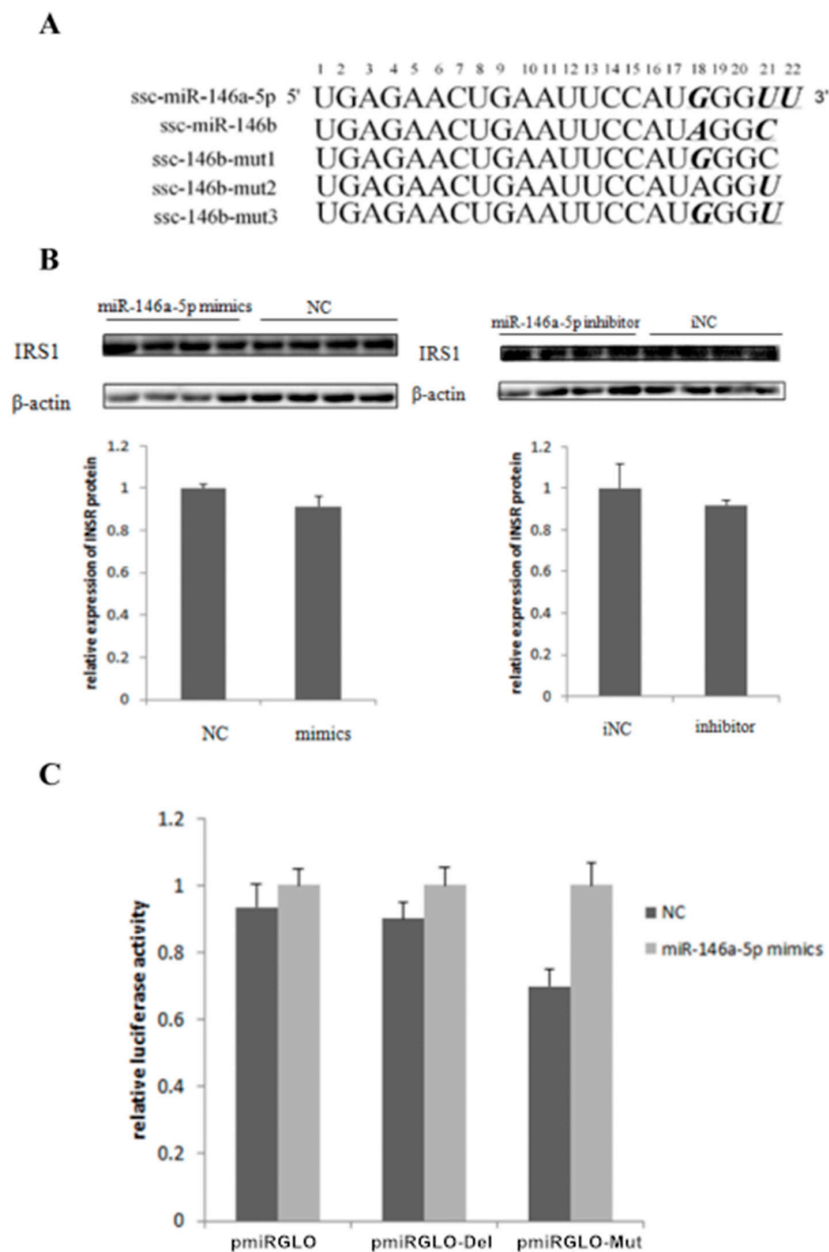 A
1 2 3 4 5 6 7 8 9 10 11 12 13 14 15 16 17 18 19 20 21 22
ssc-miR-146a-5p 5' UGAGAACUGAAUUCCAUGGGUU 3'
ssc-miR-146b UGAGAACUGAAUUCCAUAGGC
ssc-146b-mut1 UGAGAACUGAAUUCCAUGGGC
ssc-146b-mut2 UGAGAACUGAAUUCCAUAGGU
ssc-146b-mut3 UGAGAACUGAAUUCCAUGGGU
B
miR-146a-5p mimics NC
IRS1
β-actin
relative expression of INSR protein
1.2
1
0.8
0.6
0.4
0.2
0
NC mimics
miR-146a-5p inhibitor iNC
IRS1
β-actin
relative expression of INSR protein
1.2
1
0.8
0.6
0.4
0.2
0
iNC inhibitor
C
relative luciferase activity
1.2
1
0.8
0.6
0.4
0.2
0
pmiRGLO pmiRGLO-Del pmiRGLO-Mut
NC
miR-146a-5p mimics